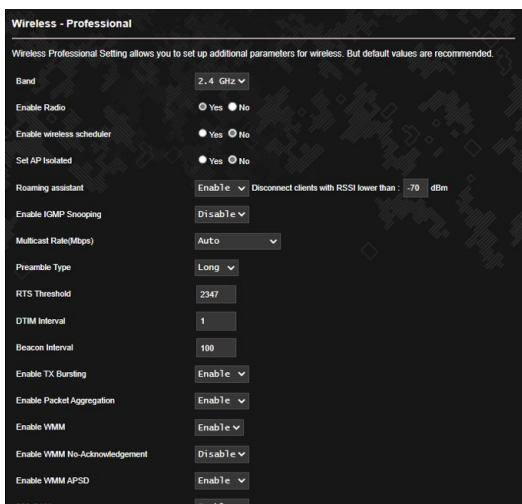 Wireless - Professional
Wireless Professional Setting allows you to set up additional parameters for wireless. But default values are recommended.
Band 2.4 GHz
Enable Radio Yes No
Enable wireless scheduler Yes No
Set AP Isolated Yes No
Roaming assistant Enable Disconnect clients with RSSI lower than : -70 dBm
Enable IGMP Snooping Disable
Multicast Rate(Mbps) Auto
Preamble Type Long
RTS Threshold 2347
DTIM Interval 1
Beacon Interval 100
Enable TX Bursting Enable
Enable Packet Aggregation Enable
Enable WMM Enable
Enable WMM No-Acknowledgement Disable
Enable WMM APSD Enable